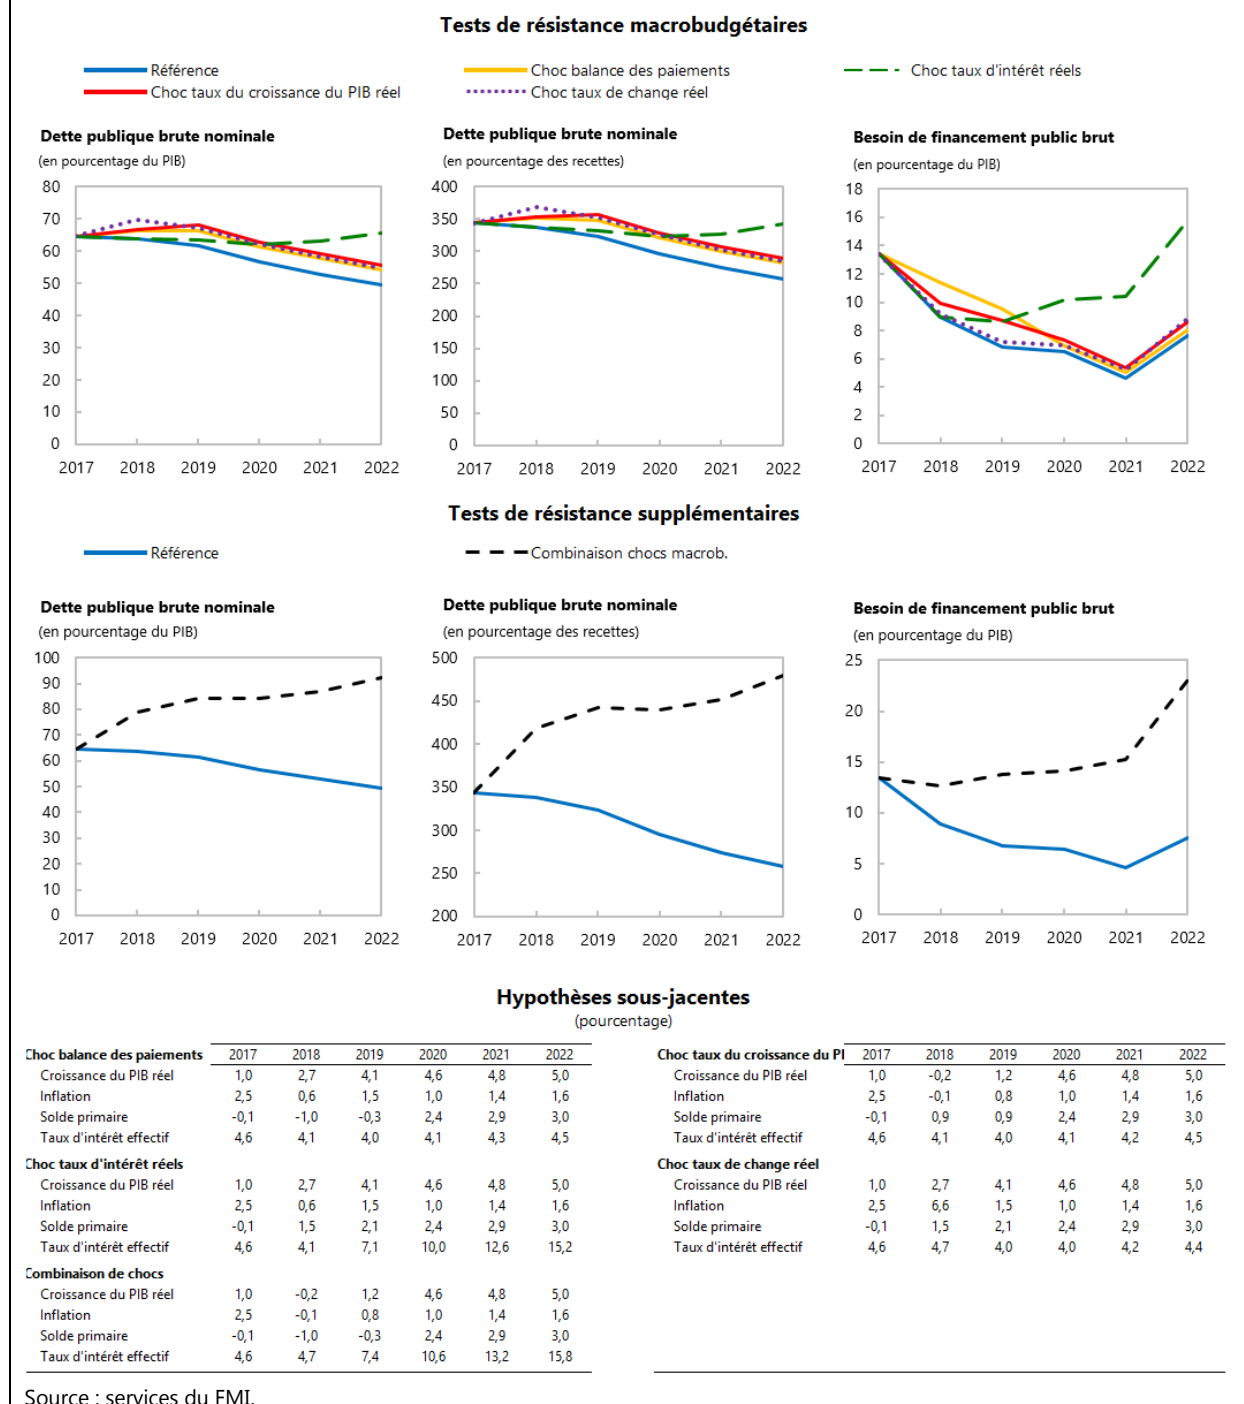 Tests de résistance macrobudgétaires
Référence
Choc balance des paiements
Choc taux d'intérêt réels
Choc taux du croissance du PIB réel
Choc taux de change réel
Dette publique brute nominale
(en pourcentage du PIB)
80
70
60
50
40
30
20
10
0
2017 2018 2019 2020 2021 2022
Dette publique brute nominale
(en pourcentage des recettes)
400
350
300
250
200
150
100
50
0
2017 2018 2019 2020 2021 2022
Besoin de financement public brut
(en pourcentage du PIB)
18
16
14
12
10
8
6
4
2
0
2017 2018 2019 2020 2021 2022
Tests de résistance supplémentaires
Référence
Combinaison chocs macrob.
Dette publique brute nominale
(en pourcentage du PIB)
100
90
80
70
60
50
40
30
20
10
0
2017 2018 2019 2020 2021 2022
Dette publique brute nominale
(en pourcentage des recettes)
500
450
400
350
300
250
200
2017 2018 2019 2020 2021 2022
Besoin de financement public brut
(en pourcentage du PIB)
25
20
15
10
5
0
2017 2018 2019 2020 2021 2022
Hypothèses sous-jacentes
(pourcentage)
Choc balance des paiements 2017 2018 2019 2020 2021 2022
Croissance du PIB réel 1,0 2,7 4,1 4,6 4,8 5,0
Inflation 2,5 0,6 1,5 1,0 1,4 1,6
Solde primaire -0,1 -1,0 -0,3 2,4 2,9 3,0
Taux d'intérêt effectif 4,6 4,1 4,0 4,1 4,3 4,5
Choc taux d'intérêt réels
Croissance du PIB réel 1,0 2,7 4,1 4,6 4,8 5,0
Inflation 2,5 0,6 1,5 1,0 1,4 1,6
Solde primaire -0,1 1,5 2,1 2,4 2,9 3,0
Taux d'intérêt effectif 4,6 4,1 7,1 10,0 12,6 15,2
Combinaison de chocs
Croissance du PIB réel 1,0 -0,2 1,2 4,6 4,8 5,0
Inflation 2,5 -0,1 0,8 1,0 1,4 1,6
Solde primaire -0,1 -1,0 -0,3 2,4 2,9 3,0
Taux d'intérêt effectif 4,6 4,7 7,4 10,6 13,2 15,8
Choc taux du croissance du PI 2017 2018 2019 2020 2021 2022
Croissance du PIB réel 1,0 -0,2 1,2 4,6 4,8 5,0
Inflation 2,5 -0,1 0,8 1,0 1,4 1,6
Solde primaire -0,1 0,9 0,9 2,4 2,9 3,0
Taux d'intérêt effectif 4,6 4,1 4,0 4,1 4,2 4,5
Choc taux de change réel
Croissance du PIB réel 1,0 2,7 4,1 4,6 4,8 5,0
Inflation 2,5 6,6 1,5 1,0 1,4 1,6
Solde primaire -0,1 1,5 2,1 2,4 2,9 3,0
Taux d'intérêt effectif 4,6 4,7 4,0 4,0 4,2 4,4
Source : services du FMI.